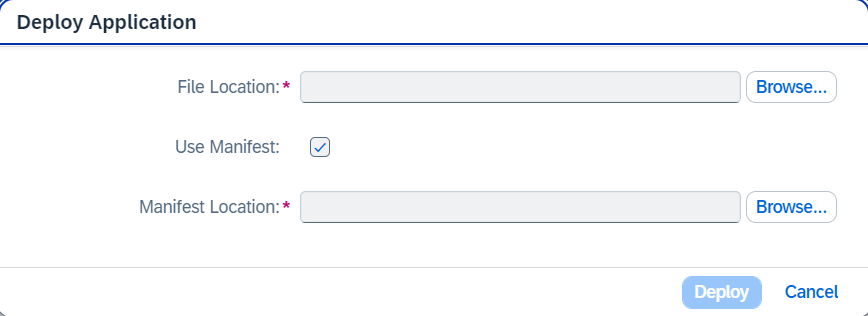 Deploy Application
File Location:* Browse...
Use Manifest:
Manifest Location:* Browse...
Deploy Cancel